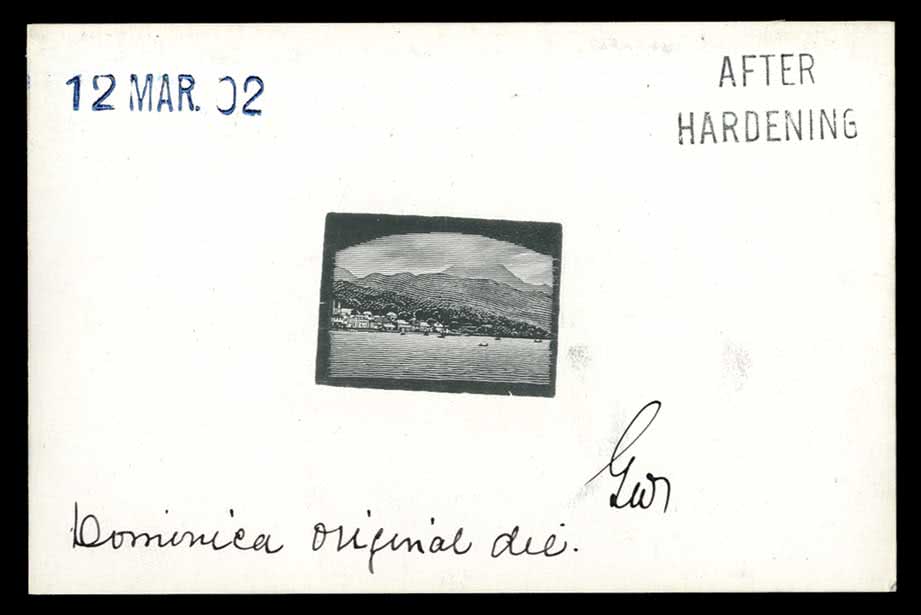 12 MAR. 02
AFTER
HARDENING
Dominica original die.